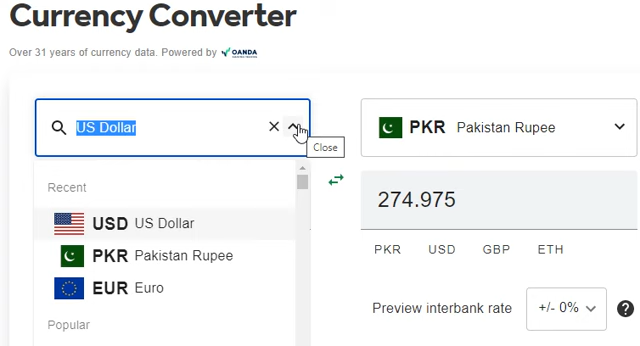 Currency Converter
Over 31 years of currency data. Powered by OANDA
US Dollar
Close
Recent
USD US Dollar
PKR Pakistan Rupee
EUR Euro
Popular
PKR Pakistan Rupee
274.975
PKR USD GBP ETH
Preview interbank rate +/- 0% ?